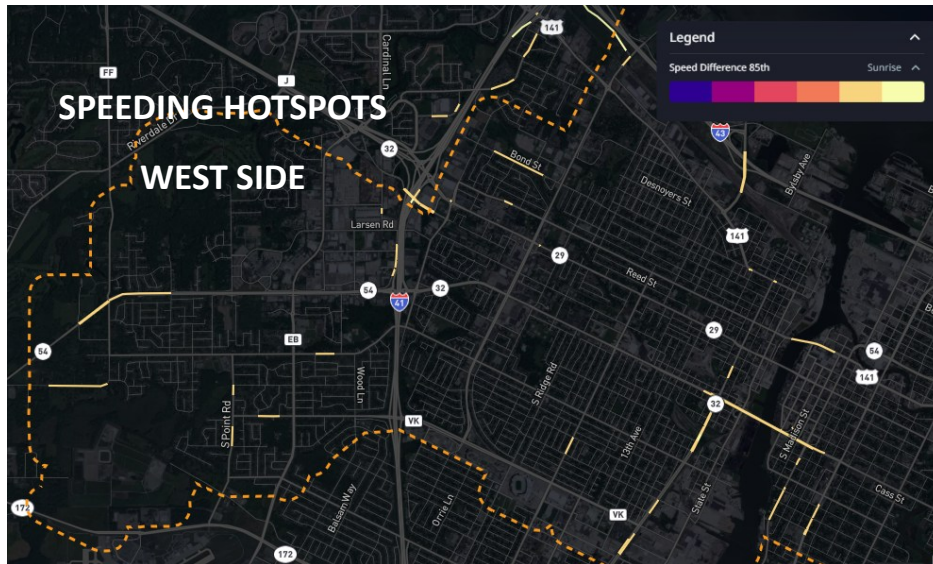 141
Legend
Cardinal Ln
Speed Difference 85th
Sunrise
FF
J
SPEEDING HOTSPOTS
43
Riverdale Dr
32
Bond St
Bylsby Ave
WEST SIDE
Desnoyers St
Larsen Rd
141
29
Reed St
54
32
41
29
EB
54
54
Wood Ln
S Ridge Rd
141
32
S Point Rd
VK
S Madison St
13th Ave
Cass St
Balsam Way
Orrie Ln
State St
172
VK
172